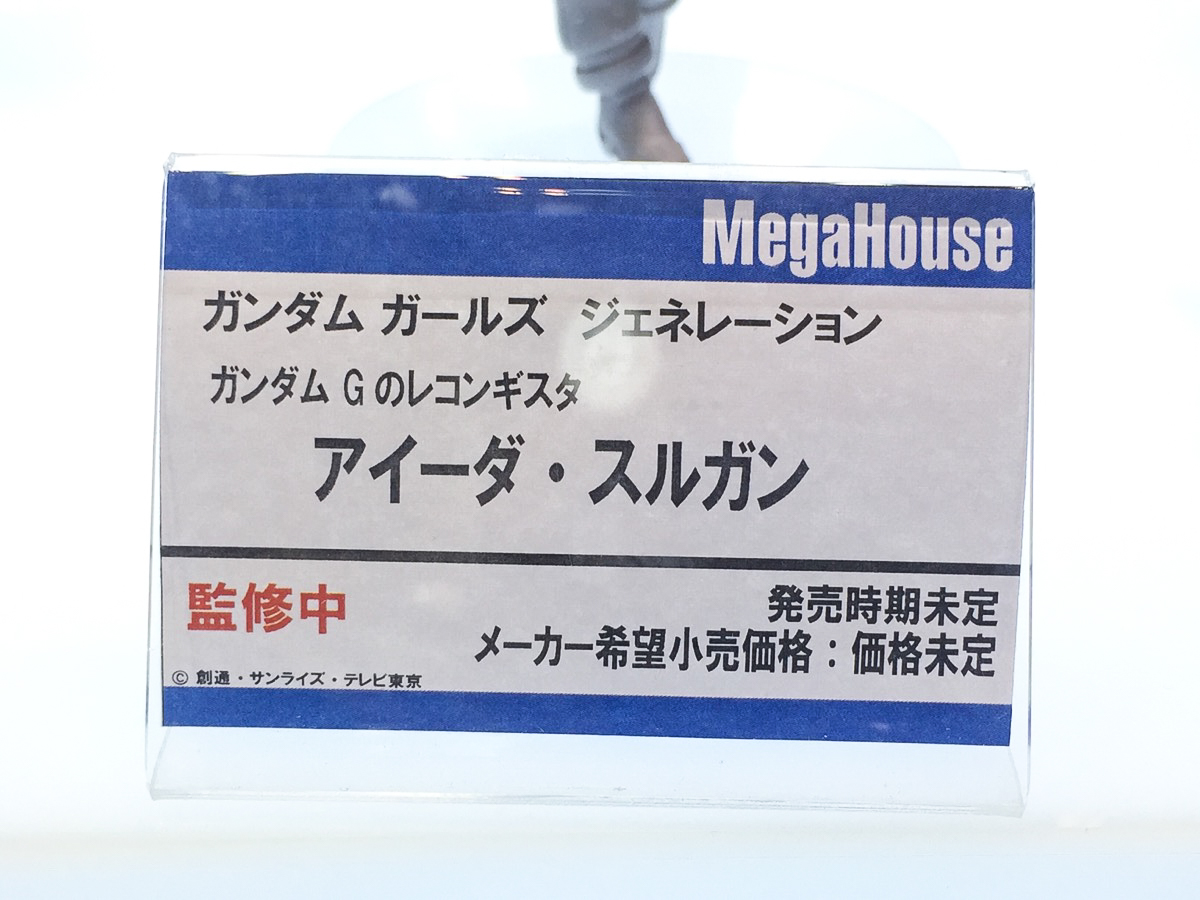 MegaHouse
ガンダム ガールズ ジェネレーション
ガンダム Gのレコンギスタ
アイーダ・スルガン
監修中
発売時期未定
メーカー希望小売価格：価格未定
© 創通・サンライズ・テレビ東京